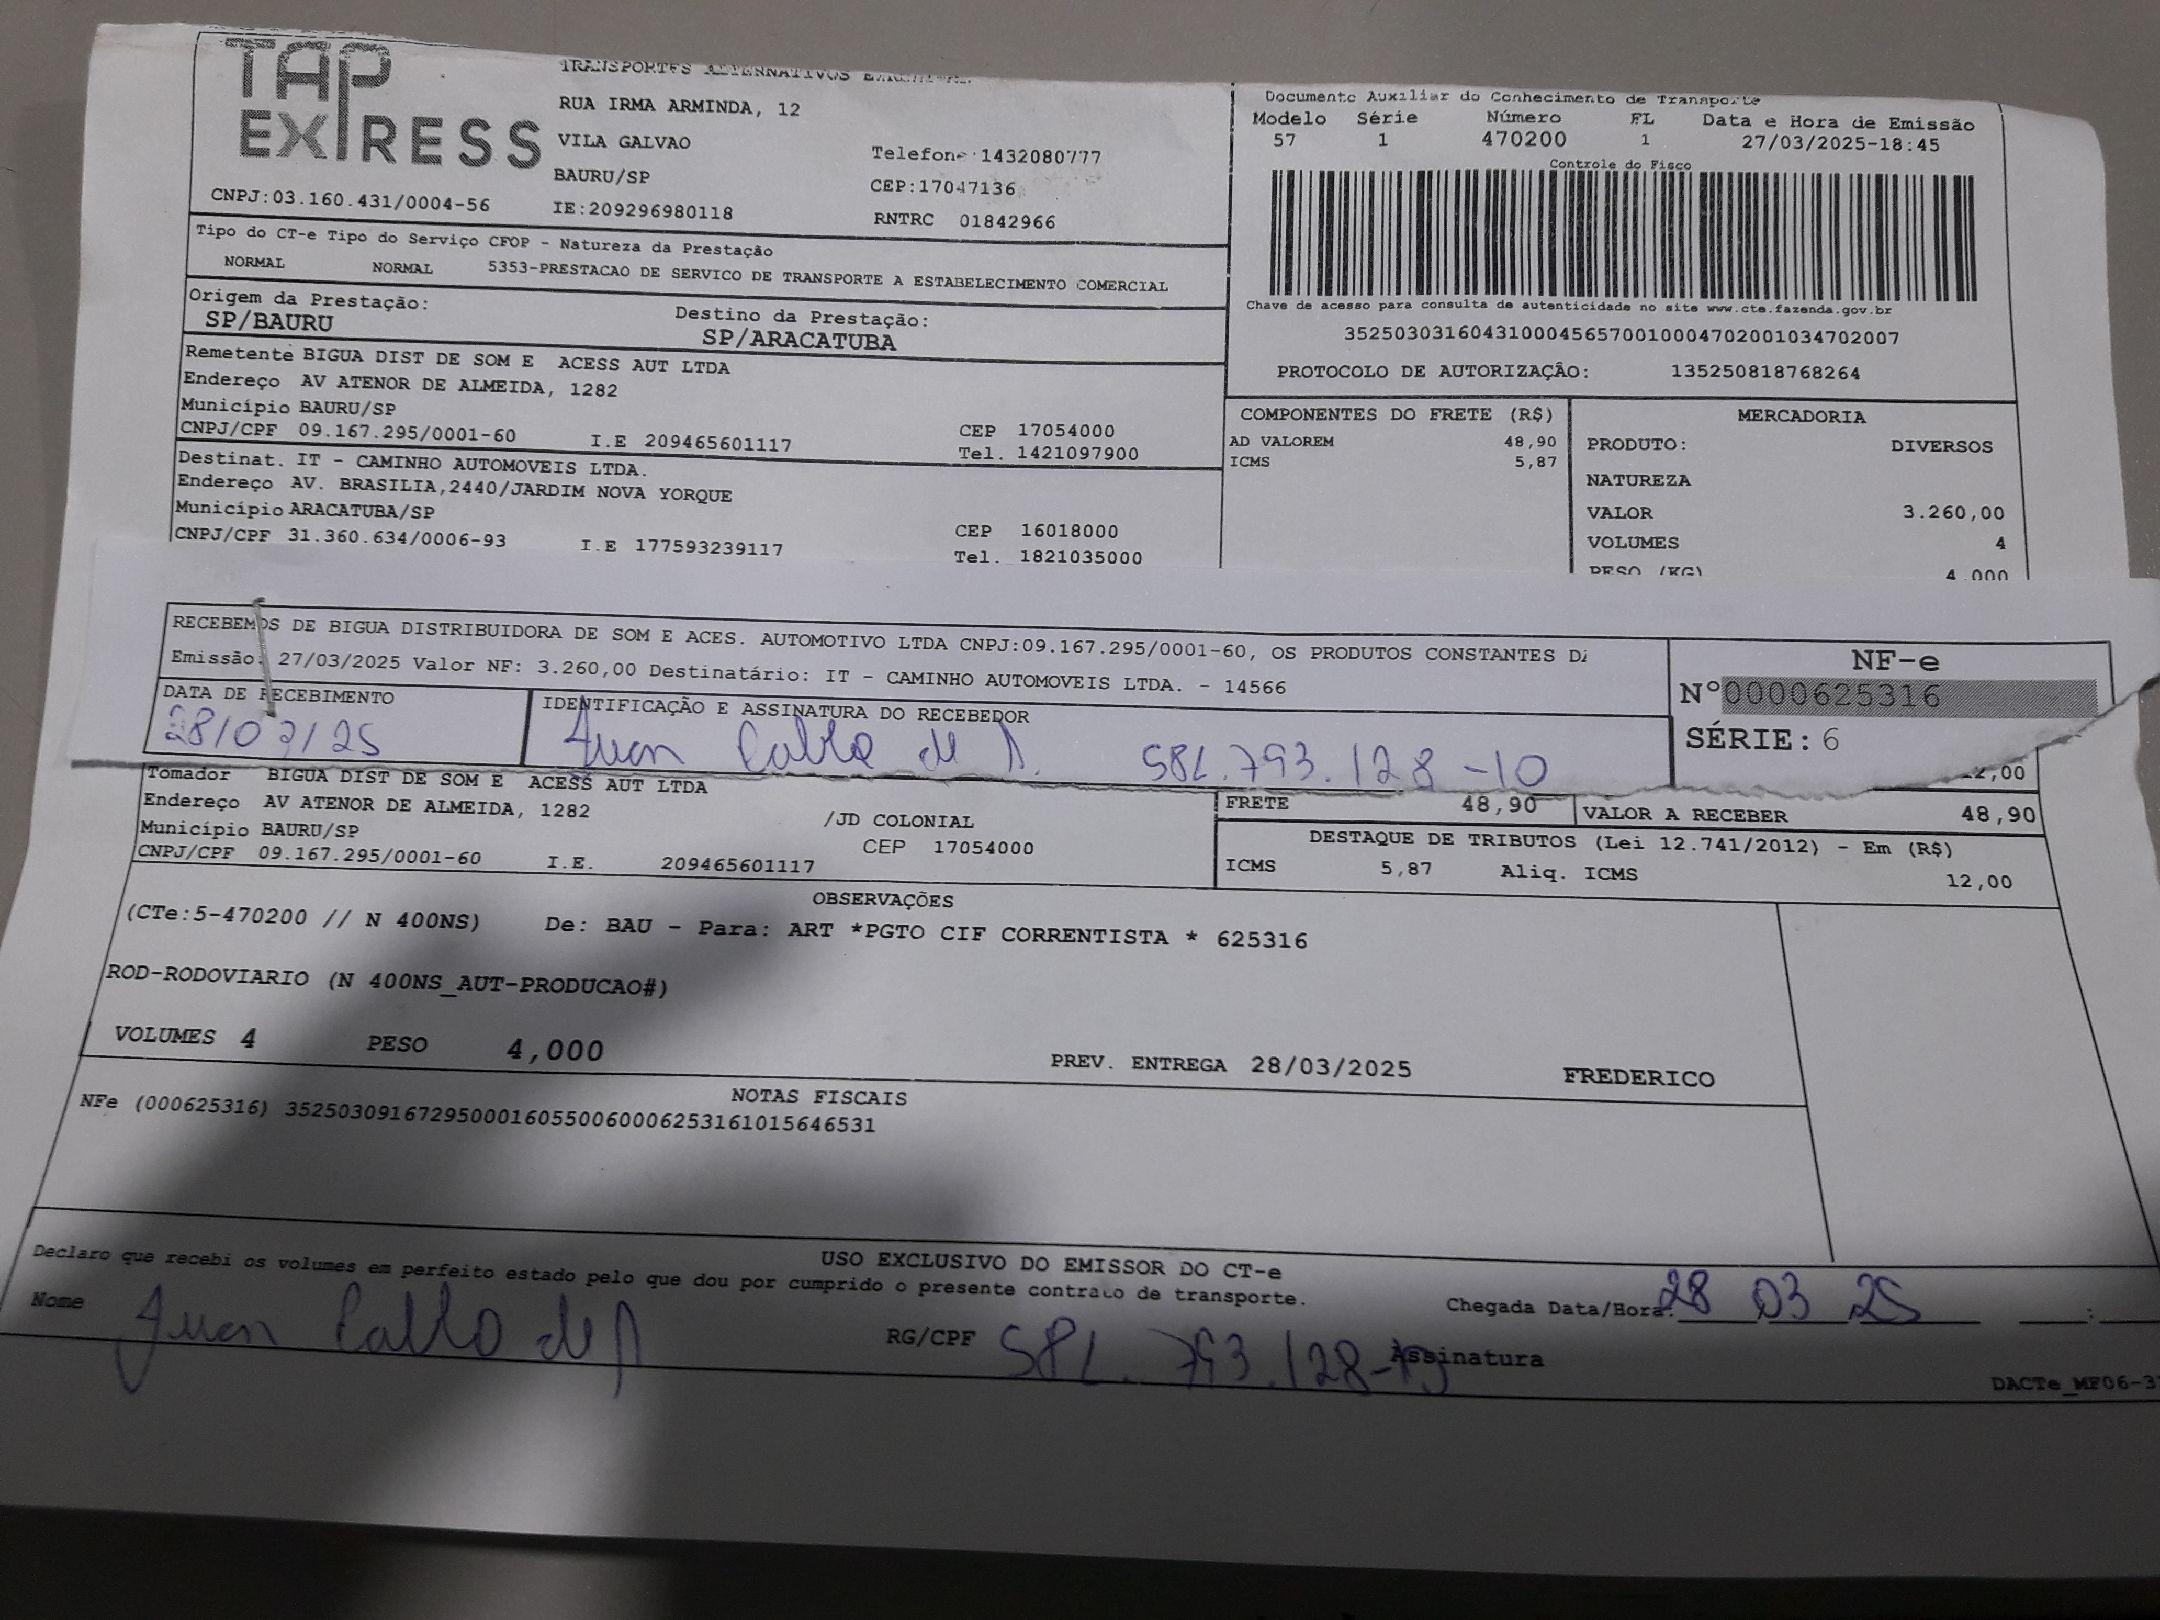 TAP
EXPRESS
TRANSPORTES ALTERNATIVOS
RUA IRMA ARMINDA, 12
VILA GALVAO
Telefone 1432080777
BAURU/SP
CEP:17047136
CNPJ:03.160.431/0004-56
IE:209296980118
RNTRC 01842966
Documento Auxiliar do Conhecimento de Transporte
Modelo Série Número FL Data e Hora de Emissão
57 1 470200 1 27/03/2025-18:45
Controle do Fisco
Chave de acesso para consulta de autenticidade no site www.cte.fazenda.gov.br
35250303160431000456570010004702001034702007
PROTOCOLO DE AUTORIZAÇÃO: 135250818768264
Tipo do CT-e Tipo do Serviço CFOP - Natureza da Prestação
NORMAL NORMAL 5353-PRESTACAO DE SERVICO DE TRANSPORTE A ESTABELECIMENTO COMERCIAL
Origem da Prestação:
SP/BAURU
Destino da Prestação:
SP/ARACATUBA
Remetente BIGUA DIST DE SOM E ACESS AUT LTDA
Endereço AV ATENOR DE ALMEIDA, 1282
Município BAURU/SP
CEP 17054000
CNPJ/CPF 09.167.295/0001-60 I.E 209465601117
Tel. 1421097900
Destinat. IT - CAMINHO AUTOMOVEIS LTDA.
Endereço AV. BRASILIA,2440/JARDIM NOVA YORQUE
Município ARACATUBA/SP
CEP 16018000
CNPJ/CPF 31.360.634/0006-93 I.E 177593239117
Tel. 1821035000
COMPONENTES DO FRETE (R$)
AD VALOREM 48,90
ICMS 5,87
MERCADORIA
PRODUTO: DIVERSOS
NATUREZA
VALOR 3.260,00
VOLUMES 4
PESO (KG) 4,000
RECEBEMOS DE BIGUA DISTRIBUIDORA DE SOM E ACES. AUTOMOTIVO LTDA CNPJ:09.167.295/0001-60, OS PRODUTOS CONSTANTES DA
Emissão: 27/03/2025 Valor NF: 3.260,00 Destinatário: IT - CAMINHO AUTOMOVEIS LTDA. - 14566
DATA DE RECEBIMENTO
28/03/25
IDENTIFICAÇÃO E ASSINATURA DO RECEBEDOR
Juan Pablo de 793.128-10
NF-e
Nº0000625316
SÉRIE: 6
Tomador BIGUA DIST DE SOM E ACESS AUT LTDA
Endereço AV ATENOR DE ALMEIDA, 1282 /JD COLONIAL
Município BAURU/SP CEP 17054000
CNPJ/CPF 09.167.295/0001-60 I.E. 209465601117
FRETE 48,90
VALOR A RECEBER 48,90
DESTAQUE DE TRIBUTOS (Lei 12.741/2012) - Em (R$)
ICMS 5,87 Aliq. ICMS 12,00
OBSERVAÇÕES
(CTe:5-470200 // N 400NS) De: BAU - Para: ART *PGTO CIF CORRENTISTA * 625316
ROD-RODOVIARIO (N 400NS_AUT-PRODUCAO#)
VOLUMES 4 PESO 4,000 PREV. ENTREGA 28/03/2025 FREDERICO
NOTAS FISCAIS
NFe (000625316) 35250309167295000160550060006253161015646531
USO EXCLUSIVO DO EMISSOR DO CT-e
Declaro que recebi os volumes em perfeito estado pelo que dou por cumprido o presente contrato de transporte.
Chegada Data/Hora: 28 03 25 :
Nome Juan Pablo de
RG/CPF 793.128-10
Assinatura